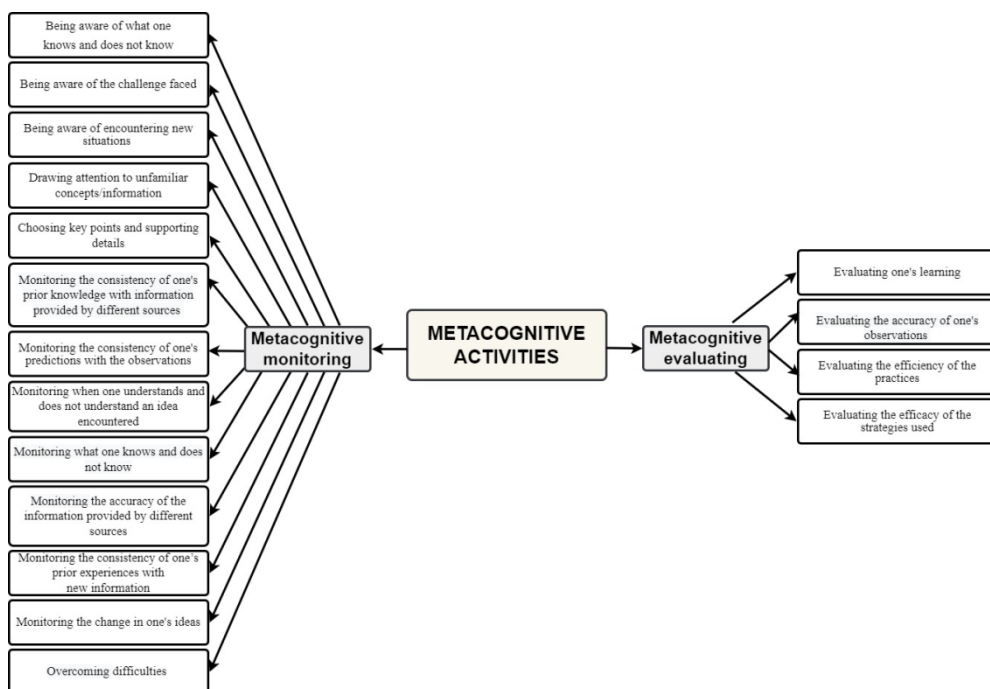 Being aware of what one
knows and does not know
Being aware of the challenge faced
Being aware of encountering new
situations
Drawing attention to unfamiliar
concepts/information
Choosing key points and supporting
details
Monitoring the consistency of one's
prior knowledge with information
provided by different sources
Monitoring the consistency of one's
predictions with the observations
Monitoring when one understands and
does not understand an idea
encountered
Monitoring what one knows and does
not know
Monitoring the accuracy of the
information provided by different
sources
Monitoring the consistency of one's
prior experiences with
new information
Monitoring the change in one's ideas
Overcoming difficulties
Metacognitive
monitoring
METACOGNITIVE
ACTIVITIES
Metacognitive
evaluating
Evaluating one's learning
Evaluating the accuracy of one's
observations
Evaluating the efficiency of the
practices
Evaluating the efficacy of the
strategies used